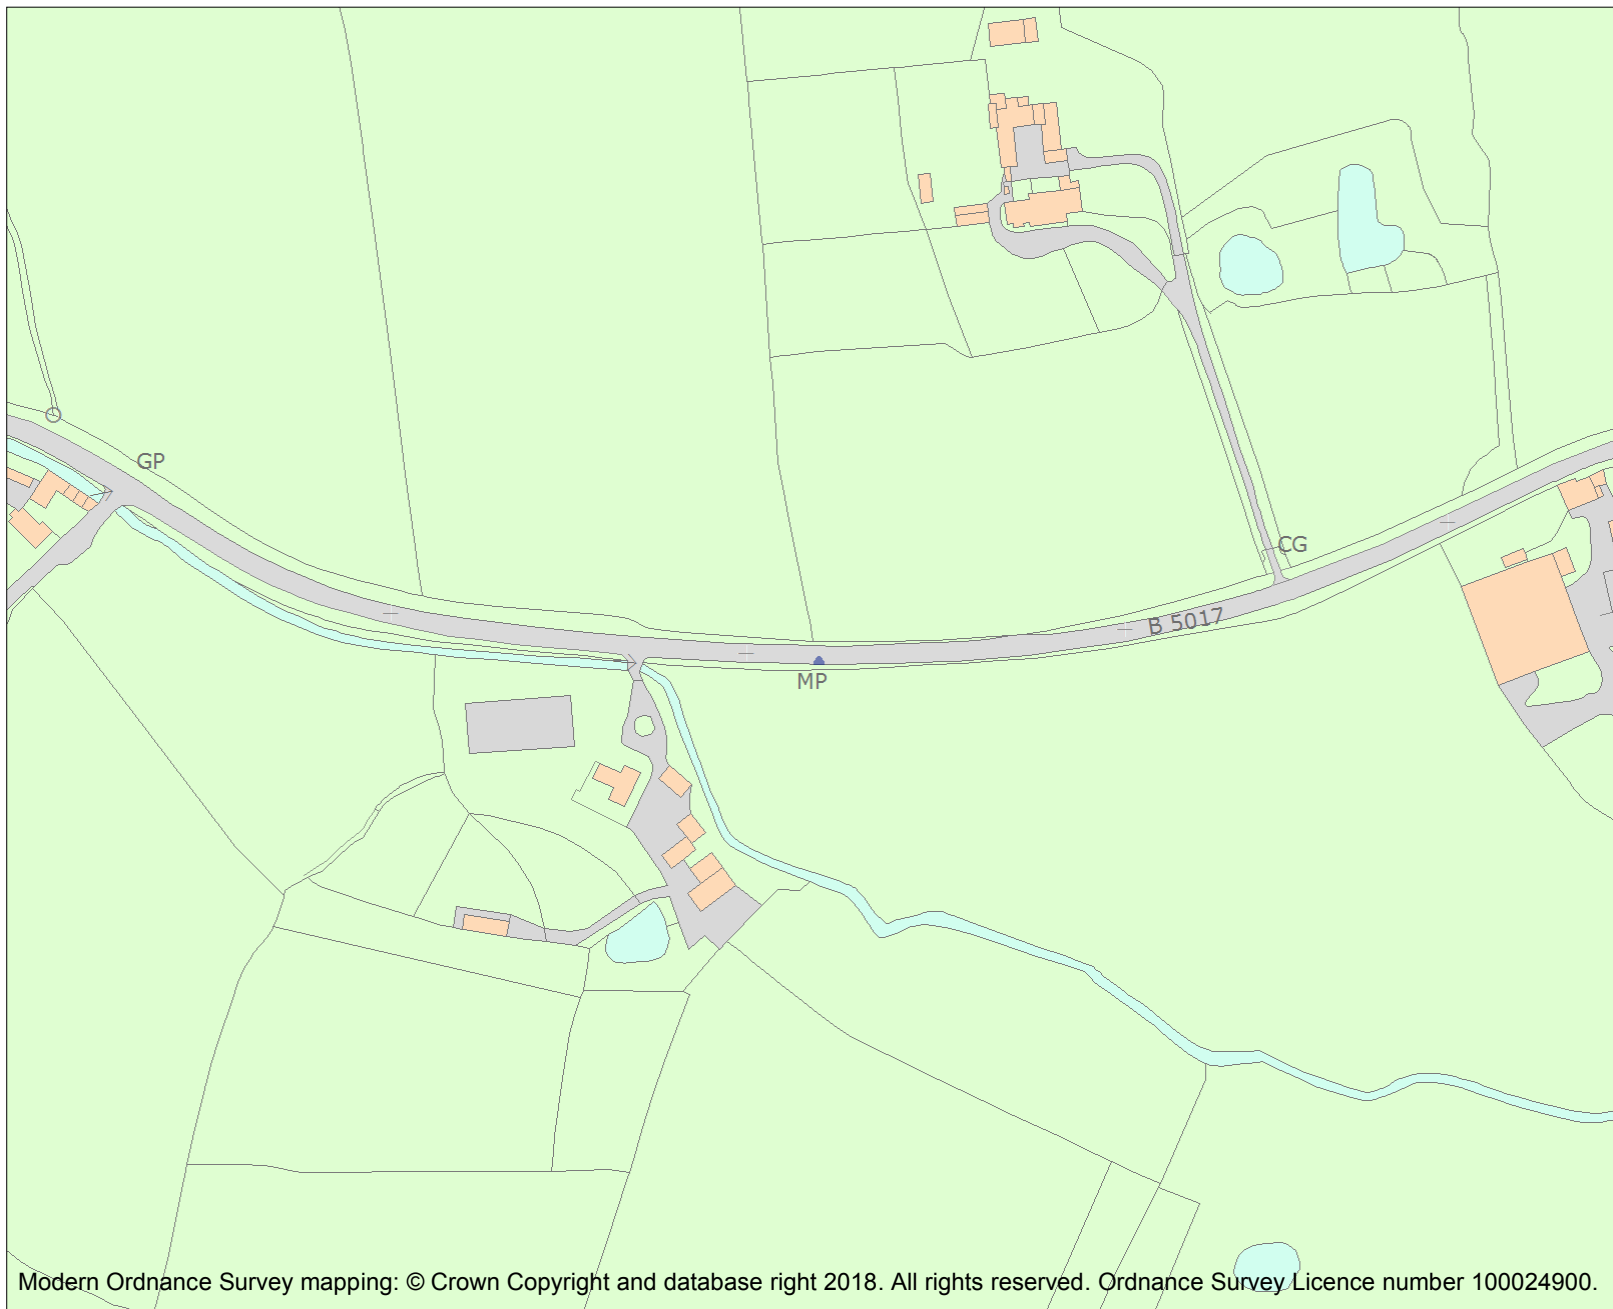 GP
CG
B 5017
MP
Modern Ordnance Survey mapping: © Crown Copyright and database right 2018. All rights reserved. Ordnance Survey Licence number 100024900.